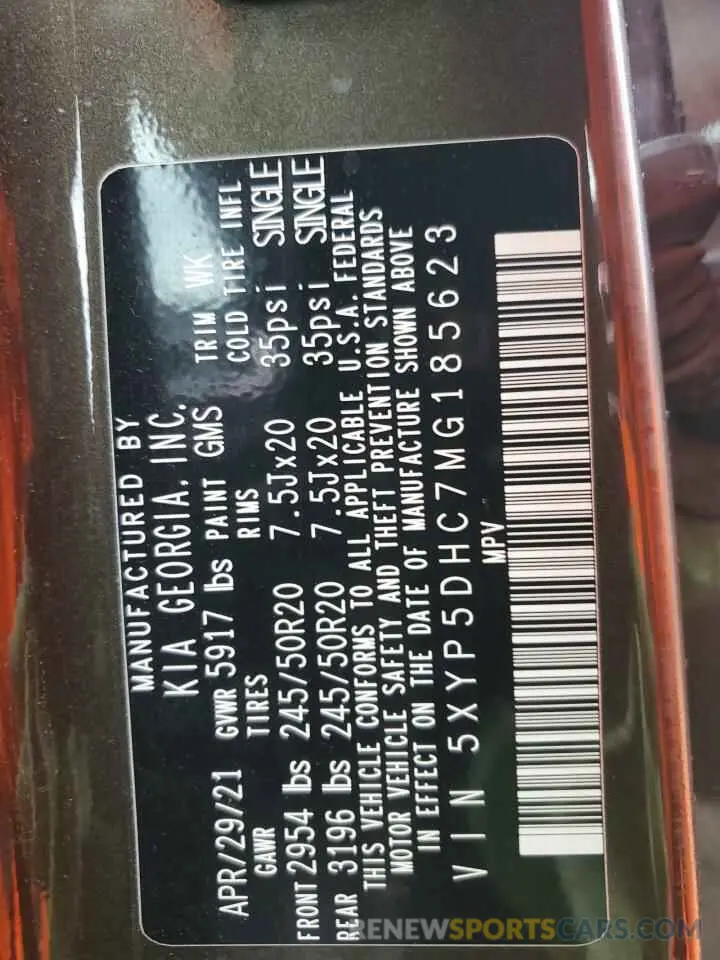 MANUFACTURED BY
KIA GEORGIA, INC.
APR/29/21 GVWR 5917 lbs PAINT GMS TRIM WK
GAWR TIRES RIMS COLD TIRE INFL
FRONT 2954 lbs 245/50R20 7.5Jx20 35psi SINGLE
REAR 3196 lbs 245/50R20 7.5Jx20 35psi SINGLE
THIS VEHICLE CONFORMS TO ALL APPLICABLE U.S.A. FEDERAL
MOTOR VEHICLE SAFETY AND THEFT PREVENTION STANDARDS
IN EFFECT ON THE DATE OF MANUFACTURE SHOWN ABOVE
VIN 5XYP5DHC7MG185623
MPV
RENEWSPORTSCARS.COM